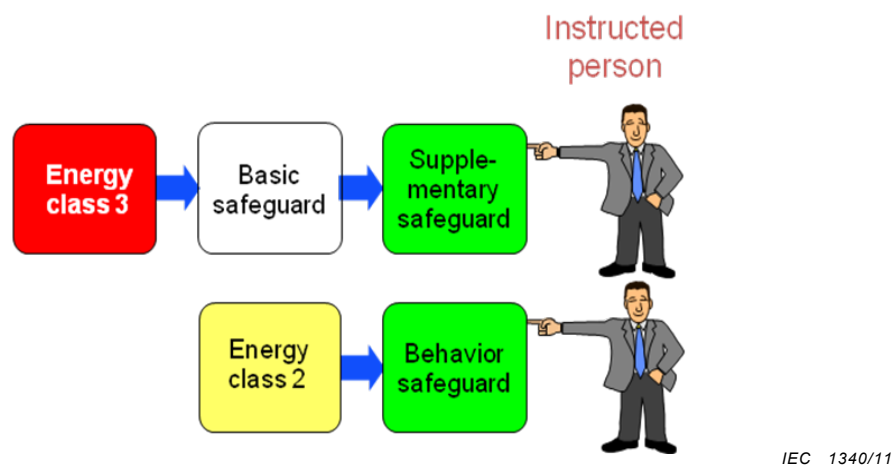 Instructed
person
Energy
class 3
Basic
safeguard
Supple-
mentary
safeguard
Energy
class 2
Behavior
safeguard
IEC 1340/11